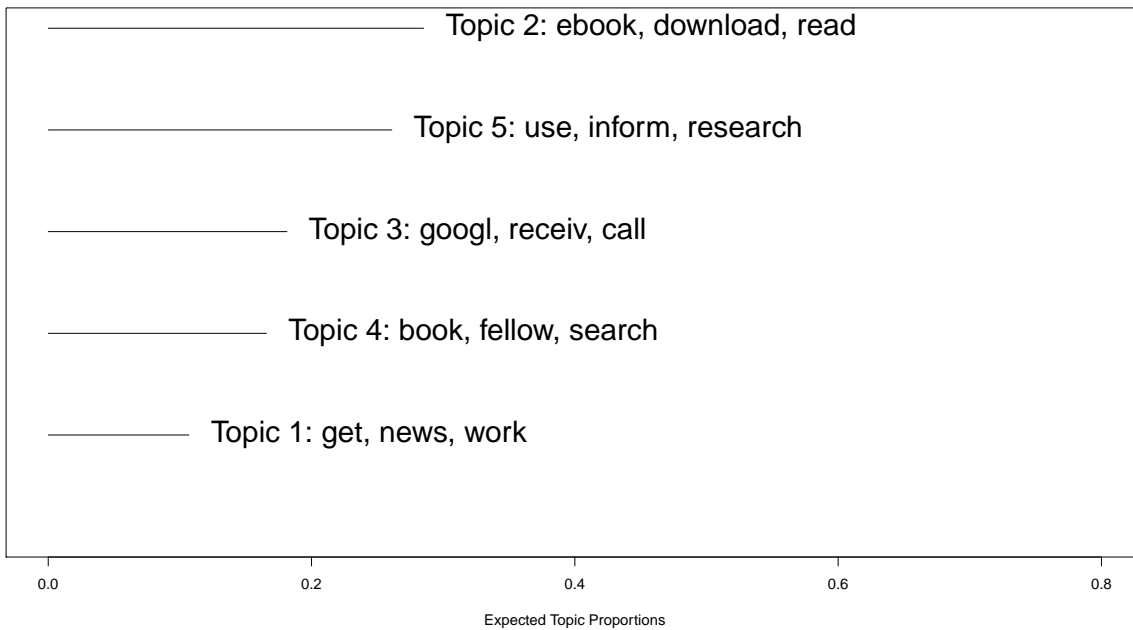 Topic 2: ebook, download, read
Topic 5: use, inform, research
Topic 3: googl, receiv, call
Topic 4: book, fellow, search
Topic 1: get, news, work
0.0 0.2 0.4 0.6 0.8
Expected Topic Proportions